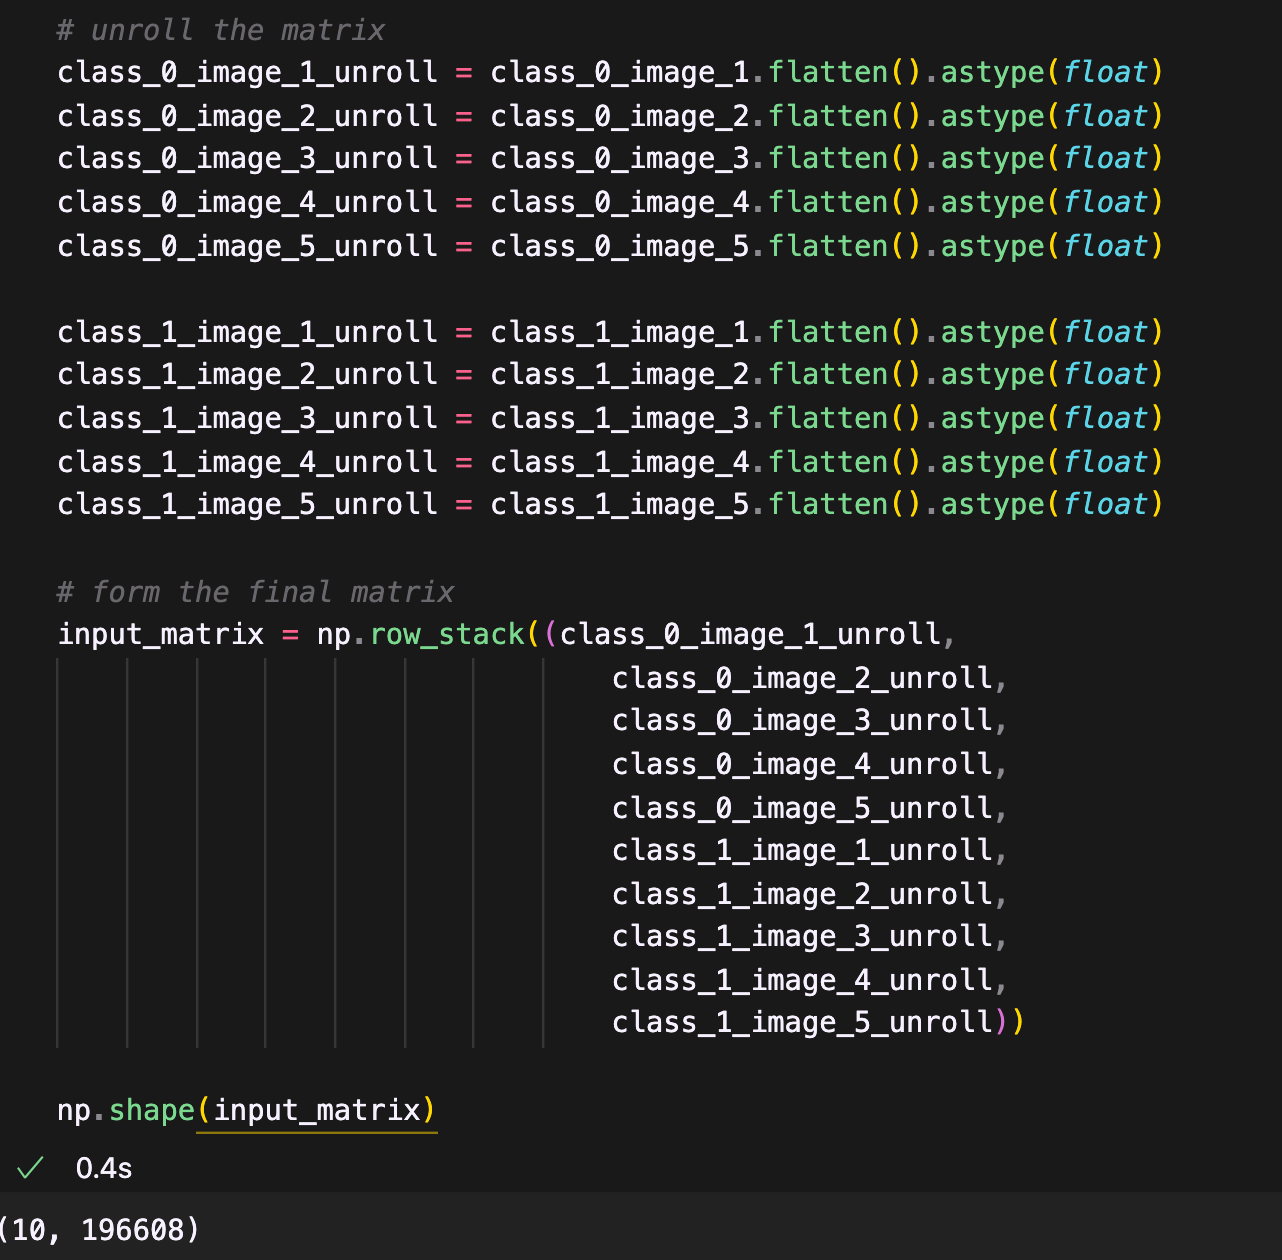 # unroll the matrix
class_0_image_1_unroll = class_0_image_1.flatten().astype(float)
class_0_image_2_unroll = class_0_image_2.flatten().astype(float)
class_0_image_3_unroll = class_0_image_3.flatten().astype(float)
class_0_image_4_unroll = class_0_image_4.flatten().astype(float)
class_0_image_5_unroll = class_0_image_5.flatten().astype(float)
class_1_image_1_unroll = class_1_image_1.flatten().astype(float)
class_1_image_2_unroll = class_1_image_2.flatten().astype(float)
class_1_image_3_unroll = class_1_image_3.flatten().astype(float)
class_1_image_4_unroll = class_1_image_4.flatten().astype(float)
class_1_image_5_unroll = class_1_image_5.flatten().astype(float)
# form the final matrix
input_matrix = np.row_stack((class_0_image_1_unroll,
class_0_image_2_unroll,
class_0_image_3_unroll,
class_0_image_4_unroll,
class_0_image_5_unroll,
class_1_image_1_unroll,
class_1_image_2_unroll,
class_1_image_3_unroll,
class_1_image_4_unroll,
class_1_image_5_unroll))
np.shape(input_matrix)
✓ 0.4s
(10, 196608)